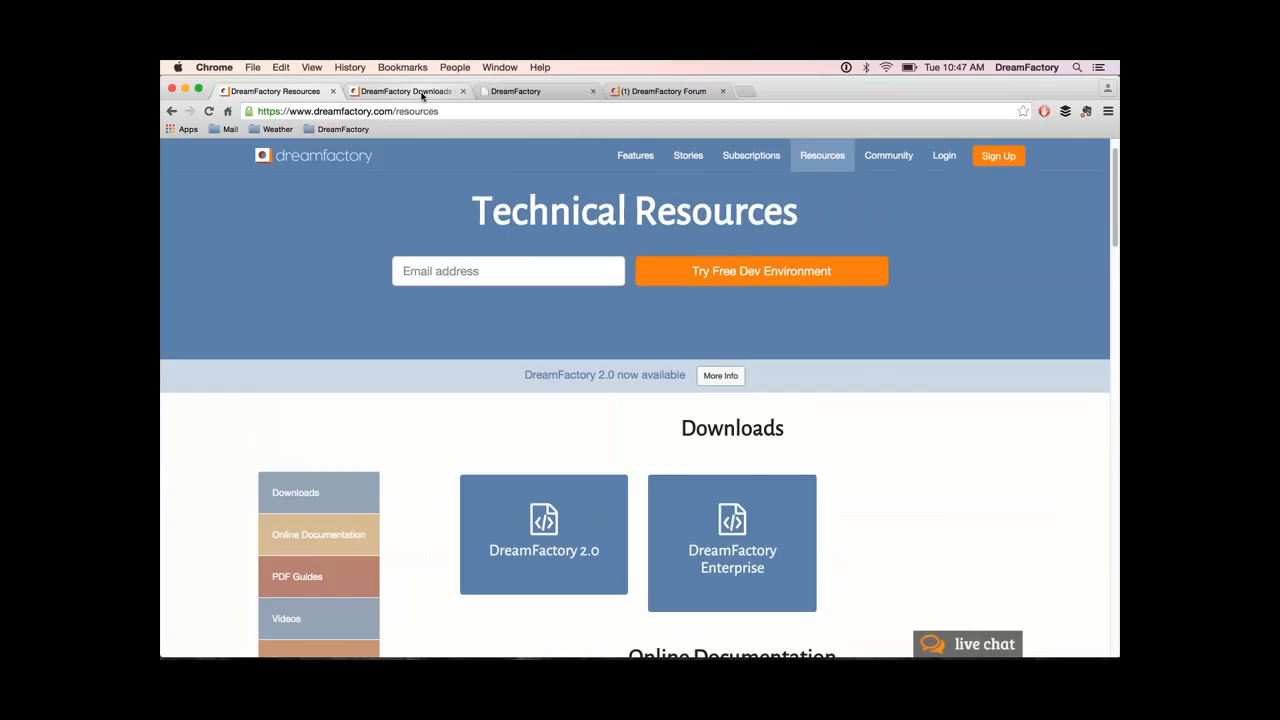 Chrome File Edit View History Bookmarks People Window Help Tue 10:47 AM DreamFactory
DreamFactory Resources DreamFactory Downloads DreamFactory (1) DreamFactory Forum
https://www.dreamfactory.com/resources
Apps Mail Weather DreamFactory
dreamfactory Features Stories Subscriptions Resources Community Login Sign Up
Technical Resources
Email address Try Free Dev Environment
DreamFactory 2.0 now available More Info
Downloads
Downloads
Online Documentation
PDF Guides
Videos
DreamFactory 2.0
DreamFactory
Enterprise
Online Documentation
live chat